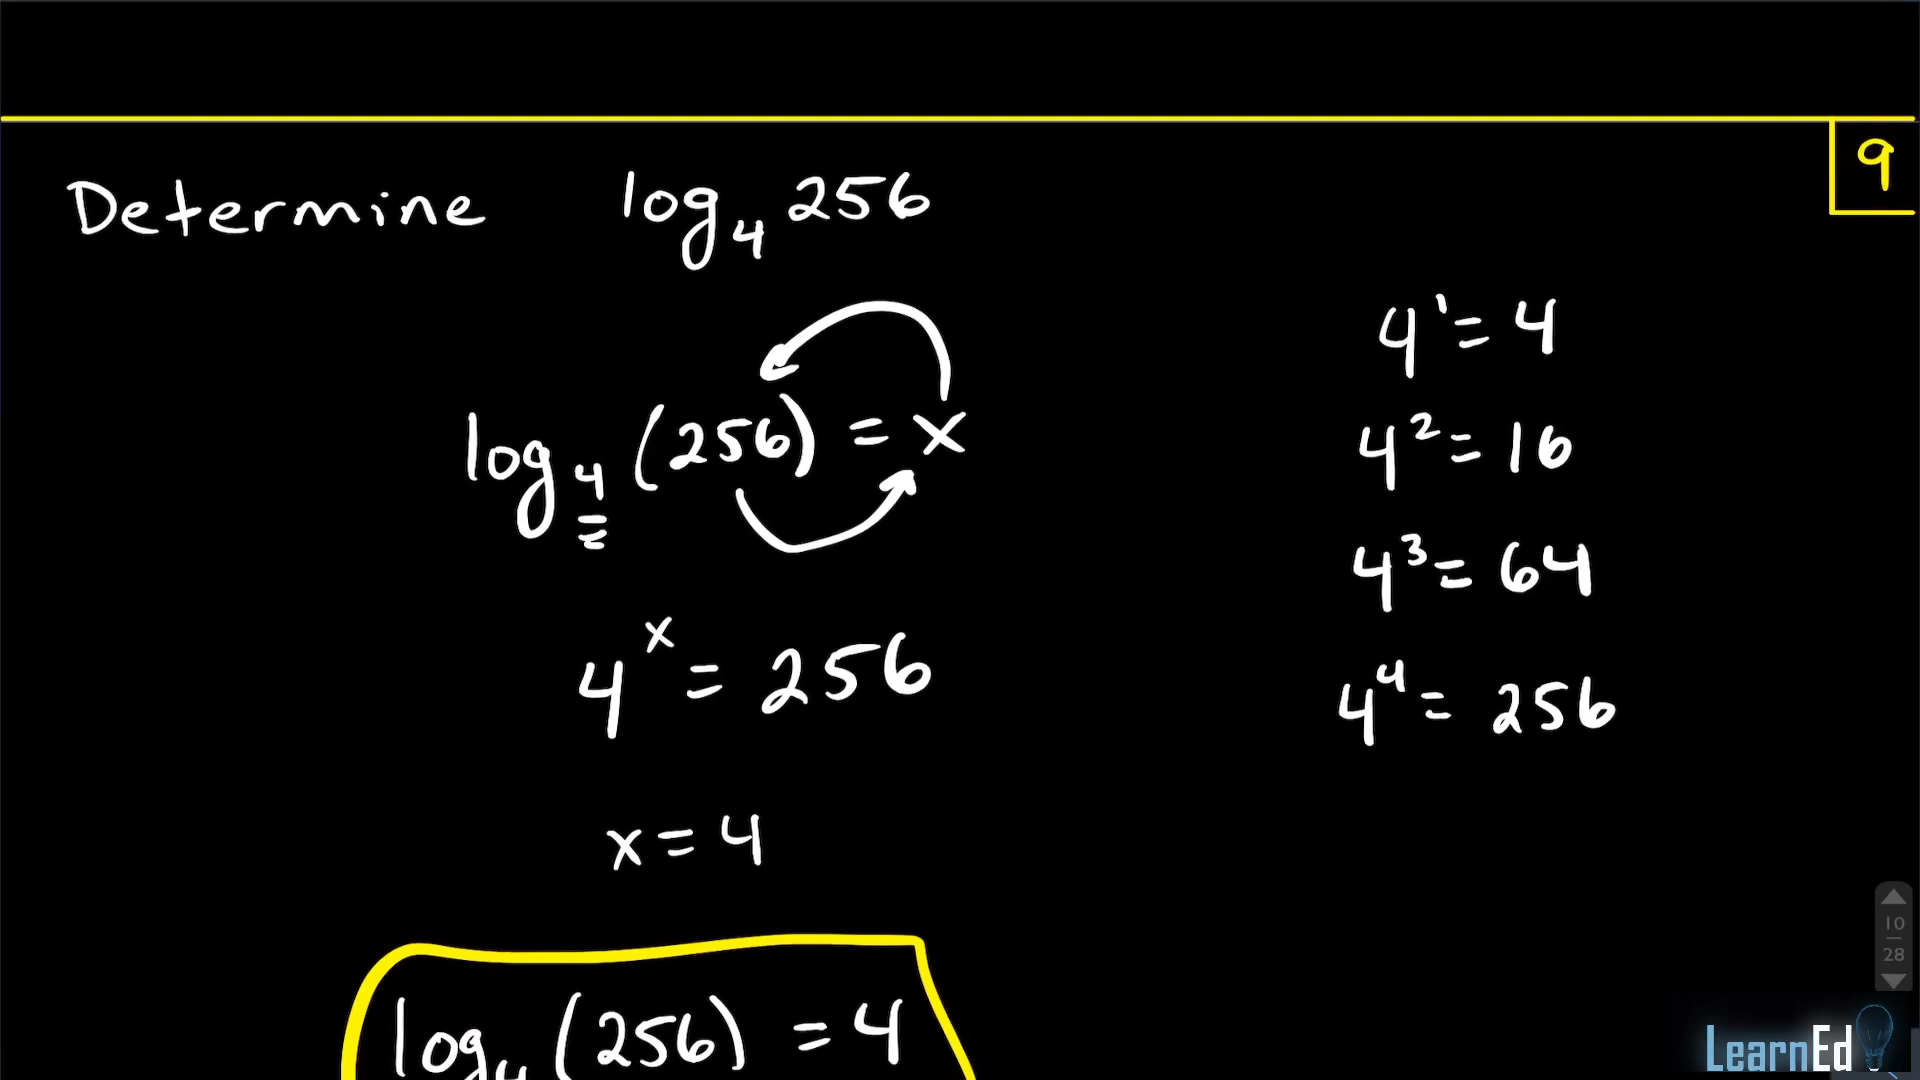 9
Determine log₄ 256
log₄ (256) = x
4ˣ = 256
x = 4
log₄ (256) = 4
4¹ = 4
4² = 16
4³ = 64
4⁴ = 256
10
28
LearnEd